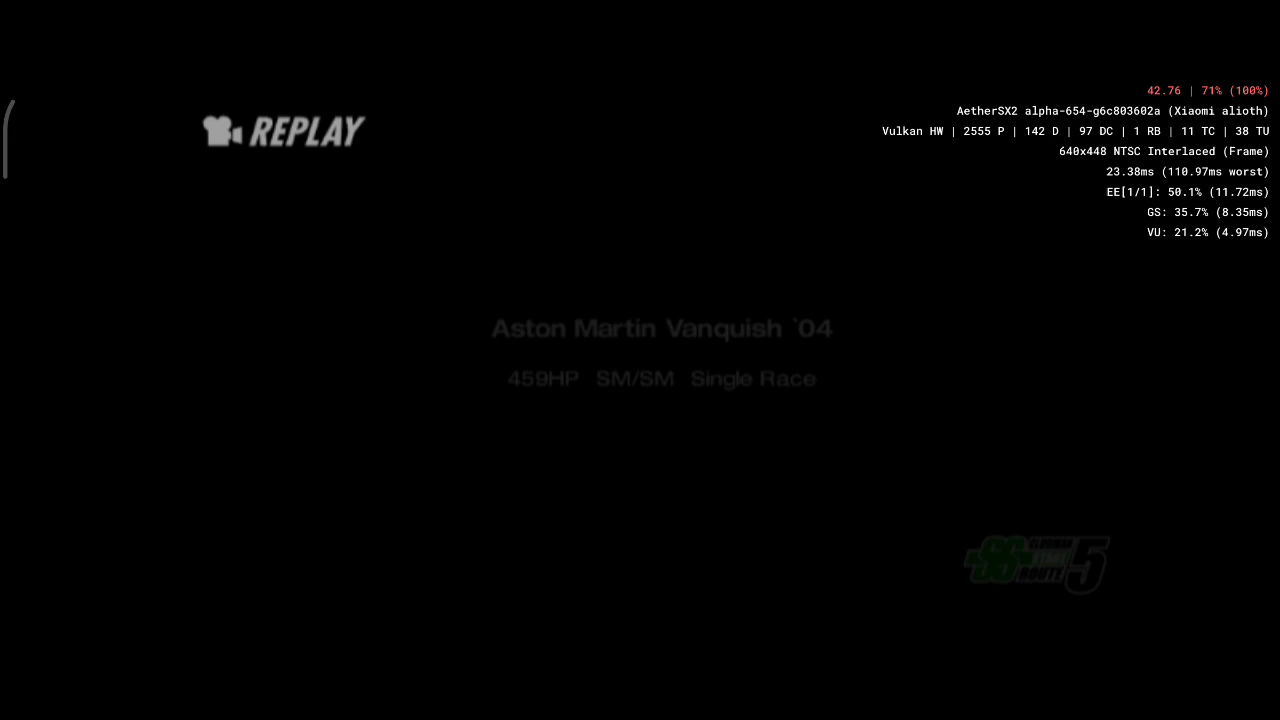 42.76 | 71% (100%)
AetherSX2 alpha-654-g6c803602a (Xiaomi alioth)
REPLAY
Vulkan HW | 2555 P | 142 D | 97 DC | 1 RB | 11 TC | 38 TU
640x448 NTSC Interlaced (Frame)
23.38ms (110.97ms worst)
EE[1/1]: 50.1% (11.72ms)
GS: 35.7% (8.35ms)
VU: 21.2% (4.97ms)
Aston Martin Vanquish `04
459HP SM/SM Single Race
SS
ROUTE 5